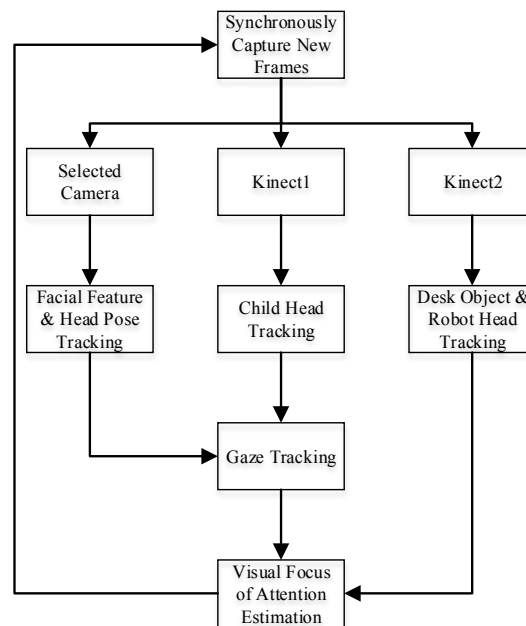 Synchronously
Capture New
Frames
Selected
Camera
Kinect1
Kinect2
Facial Feature
& Head Pose
Tracking
Child Head
Tracking
Desk Object &
Robot Head
Tracking
Gaze Tracking
Visual Focus
of Attention
Estimation